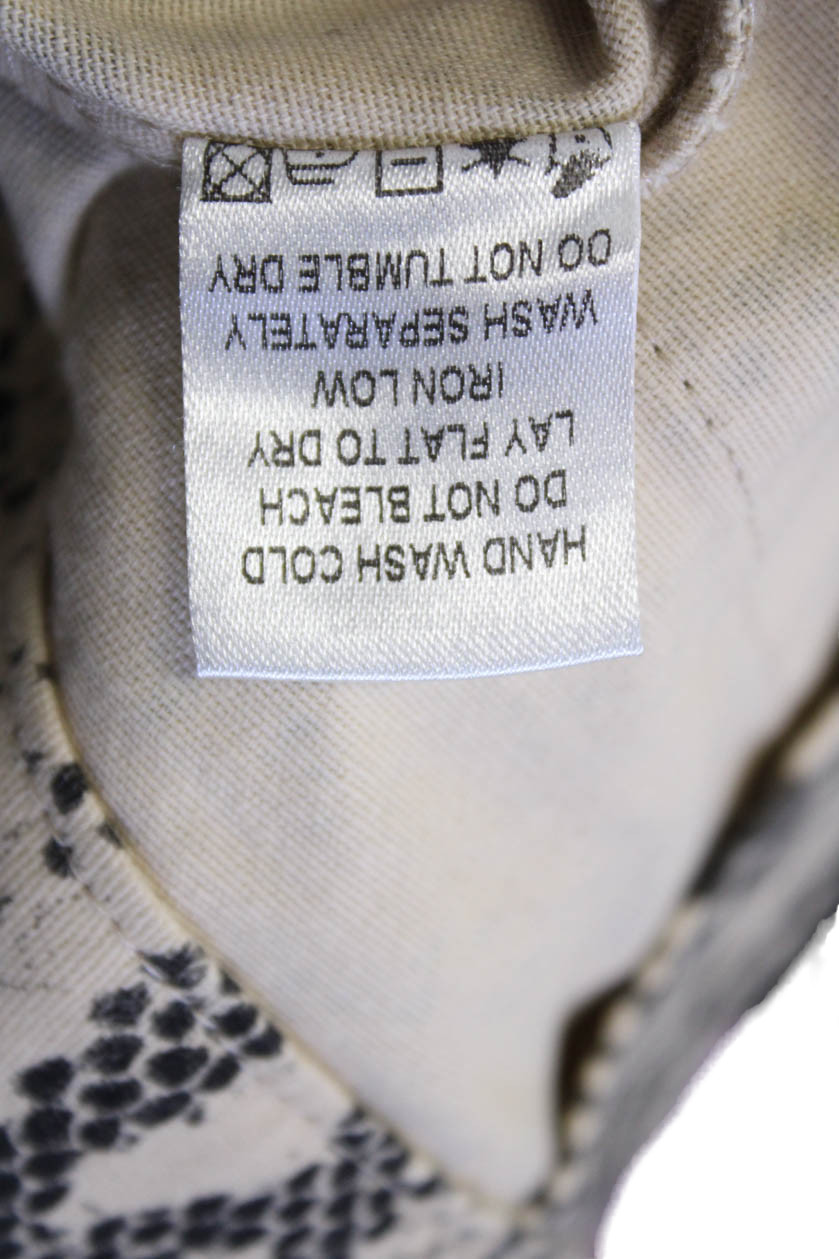 HAND WASH COLD
DO NOT BLEACH
LAY FLAT TO DRY
IRON LOW
WASH SEPARATELY
DO NOT TUMBLE DRY